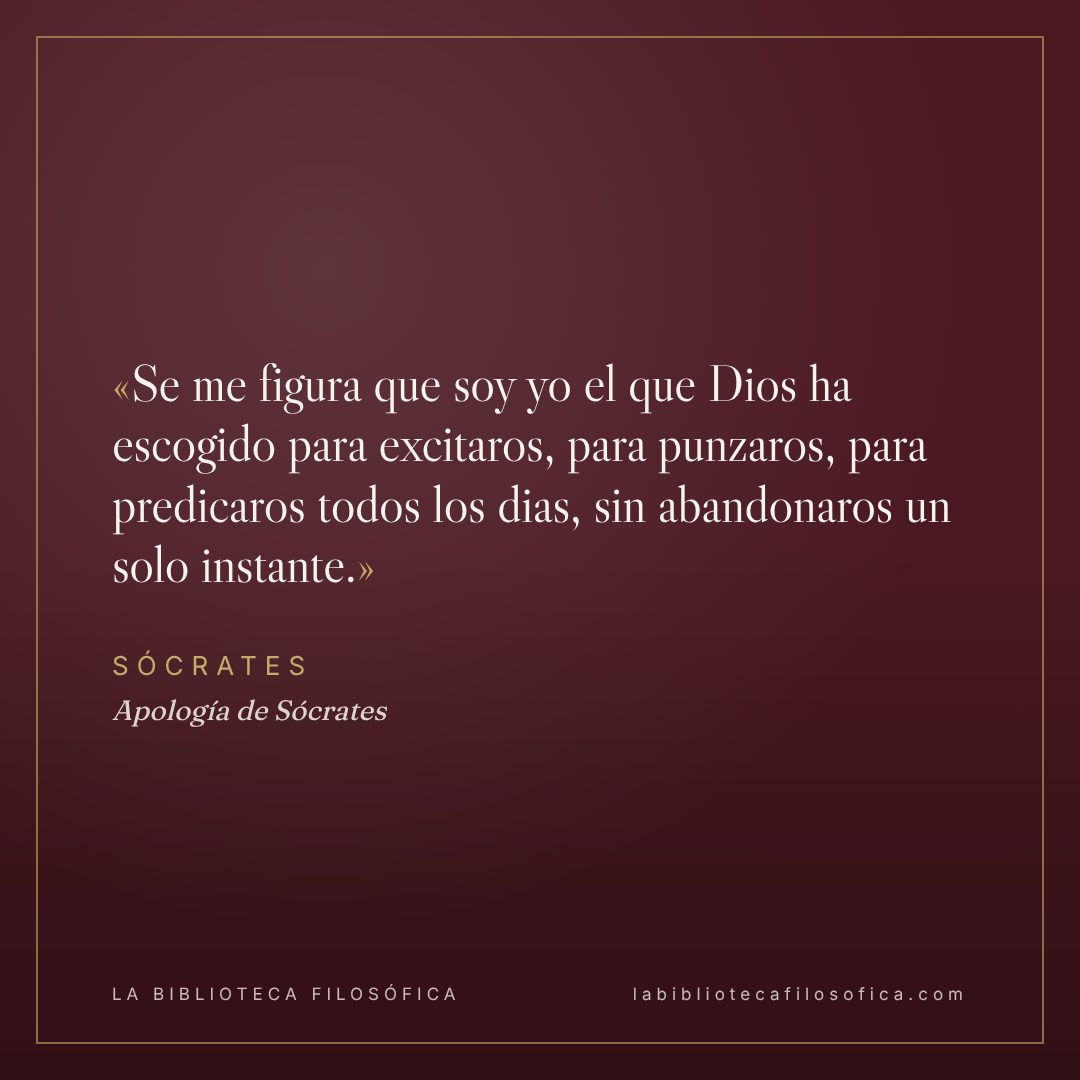 «Se me figura que soy yo el que Dios ha
escogido para excitaros, para punzaros, para
predicaros todos los dias, sin abandonaros un
solo instante.»
SÓCRATES
Apología de Sócrates
LA BIBLIOTECA FILOSÓFICA
labibliotecafilosofica.com